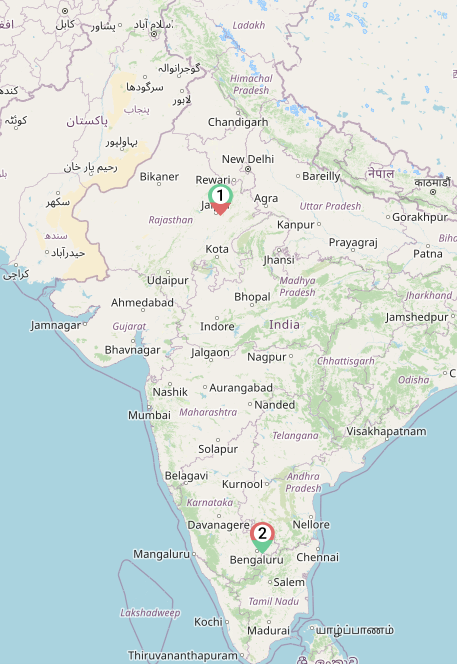 کابل
پشاور
اسلام آباد
Ladakh
گوجرانوالہ
سرگودھا
لاہور
Himachal
Pradesh
پنجاب
کوئٹہ
پاکستان
Chandigarh
بہاولپور
رحیم یار خان
New Delhi
नेपाल
Bikaner
Rewari
Bareilly
काठमाडौं
سکھر
1
Agra
Uttar Pradesh
Rajasthan
Gorakhpur
سندھ
Kanpur
حیدرآباد
Kota
Prayagraj
Patna
کراچی
Jhansi
Udaipur
Madhya
Pradesh
Bhopal
Ahmedabad
Jharkhand
Jamshedpur
Jamnagar
Gujarat
Indore
India
Bhavnagar
Jalgaon
Nagpur
Chhattisgarh
Odisha
Nashik
Aurangabad
Nanded
Mumbai
Maharashtra
Visakhapatnam
Telangana
Solapur
Belagavi
Kurnool
Andhra
Pradesh
Karnataka
Davanagere
Nellore
2
Mangaluru
Bengaluru
Chennai
Salem
Lakshadweep
Tamil Nadu
Kochi
Madurai
யாழ்ப்பாணம்
Thiruvananthapuram